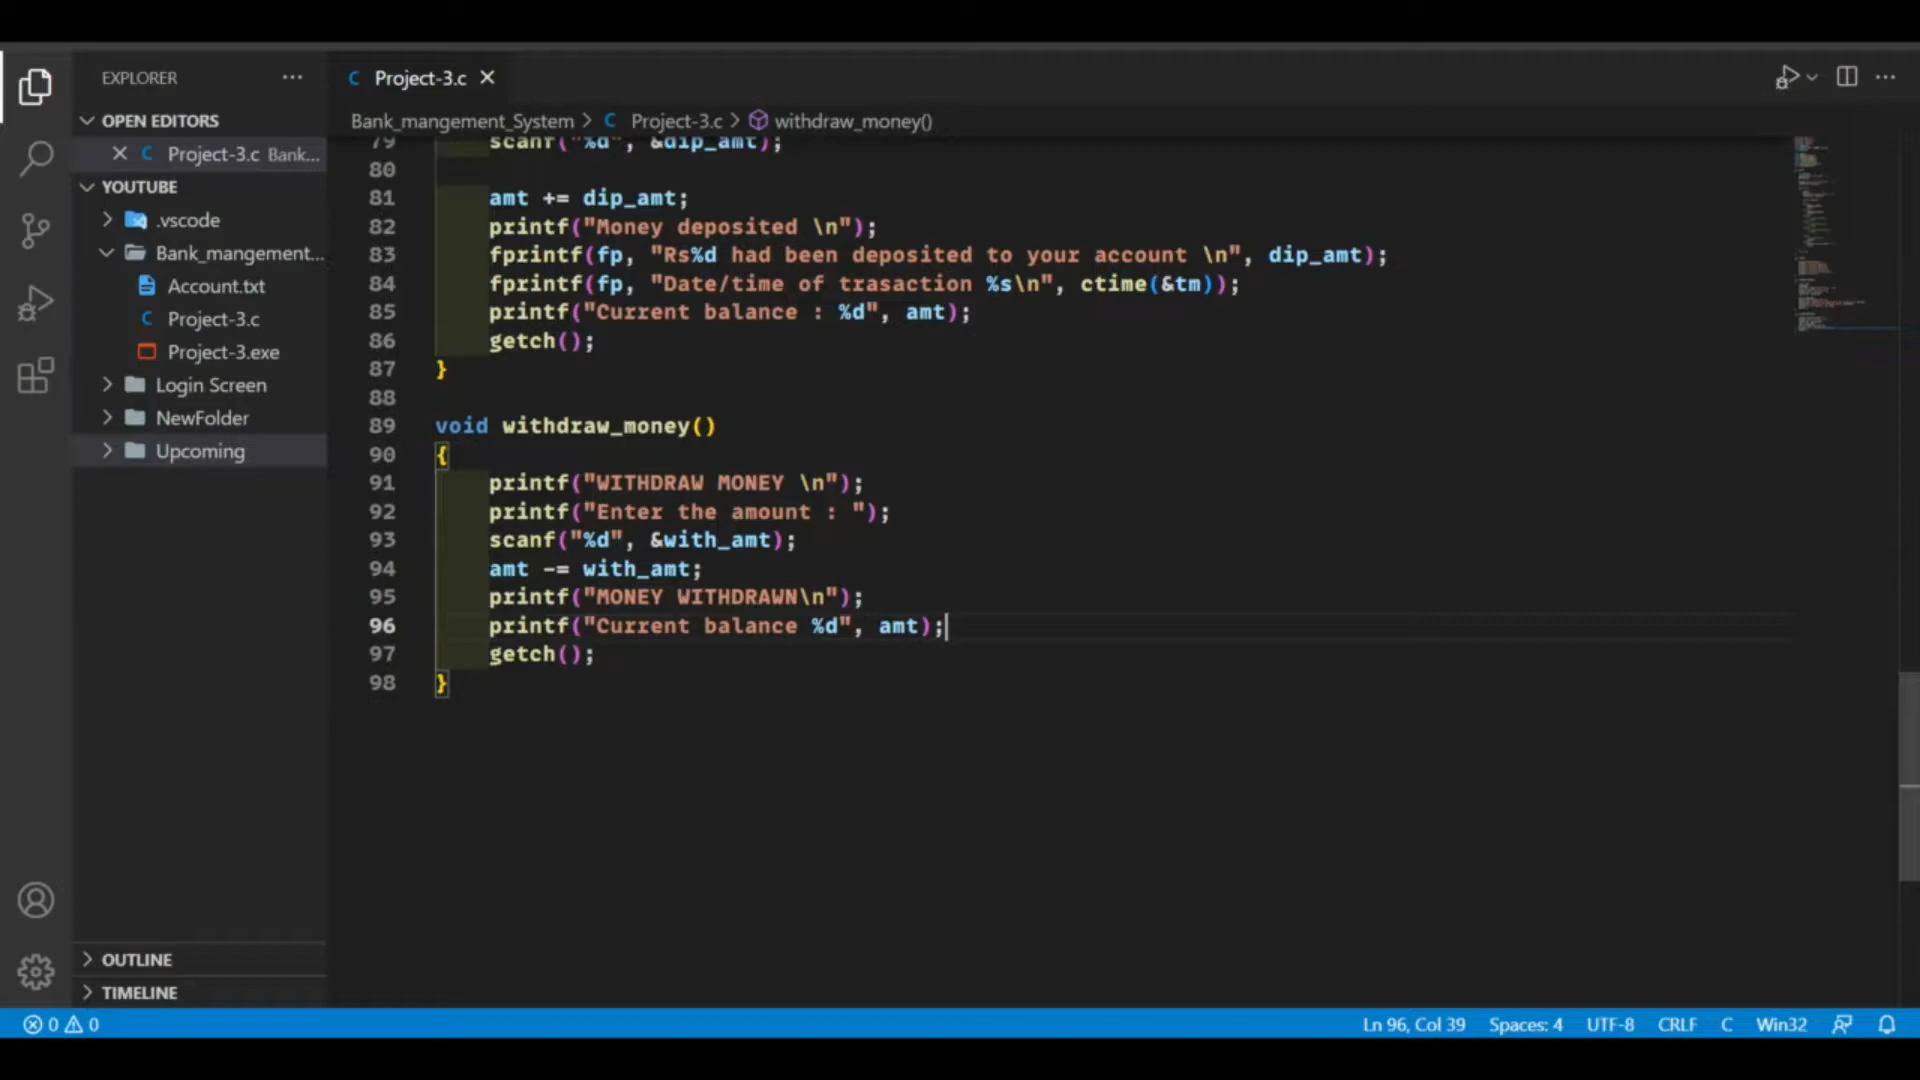 EXPLORER
Project-3.c
OPEN EDITORS
Project-3.c Bank...
YOUTUBE
.vscode
Bank_mangement...
Account.txt
Project-3.c
Project-3.exe
Login Screen
NewFolder
Upcoming
OUTLINE
TIMELINE
Bank_mangement_System > C Project-3.c > withdraw_money()
79 scanf("%d", &dip_amt);
80
81 amt += dip_amt;
82 printf("Money deposited \n");
83 fprintf(fp, "Rs%d had been deposited to your account \n", dip_amt);
84 fprintf(fp, "Date/time of trasaction %s\n", ctime(&tm));
85 printf("Current balance : %d", amt);
86 getch();
87 }
88
89 void withdraw_money()
90 {
91 printf("WITHDRAW MONEY \n");
92 printf("Enter the amount : ");
93 scanf("%d", &with_amt);
94 amt -= with_amt;
95 printf("MONEY WITHDRAWN\n");
96 printf("Current balance %d", amt);
97 getch();
98 }
0 0 Ln 96, Col 39 Spaces: 4 UTF-8 CRLF C Win32